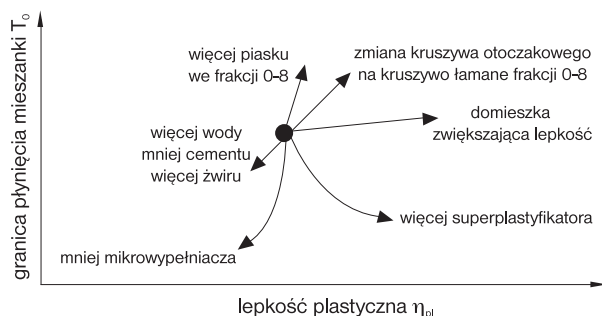 granica płynięcia mieszanki T₀
więcej piasku
we frakcji 0–8
zmiana kruszywa otoczakowego
na kruszywo łamane frakcji 0–8
domieszka
zwiększająca lepkość
więcej wody
mniej cementu
więcej żwiru
więcej superplastyfikatora
mniej mikrowypełniacza
lepkość plastyczna η_pl